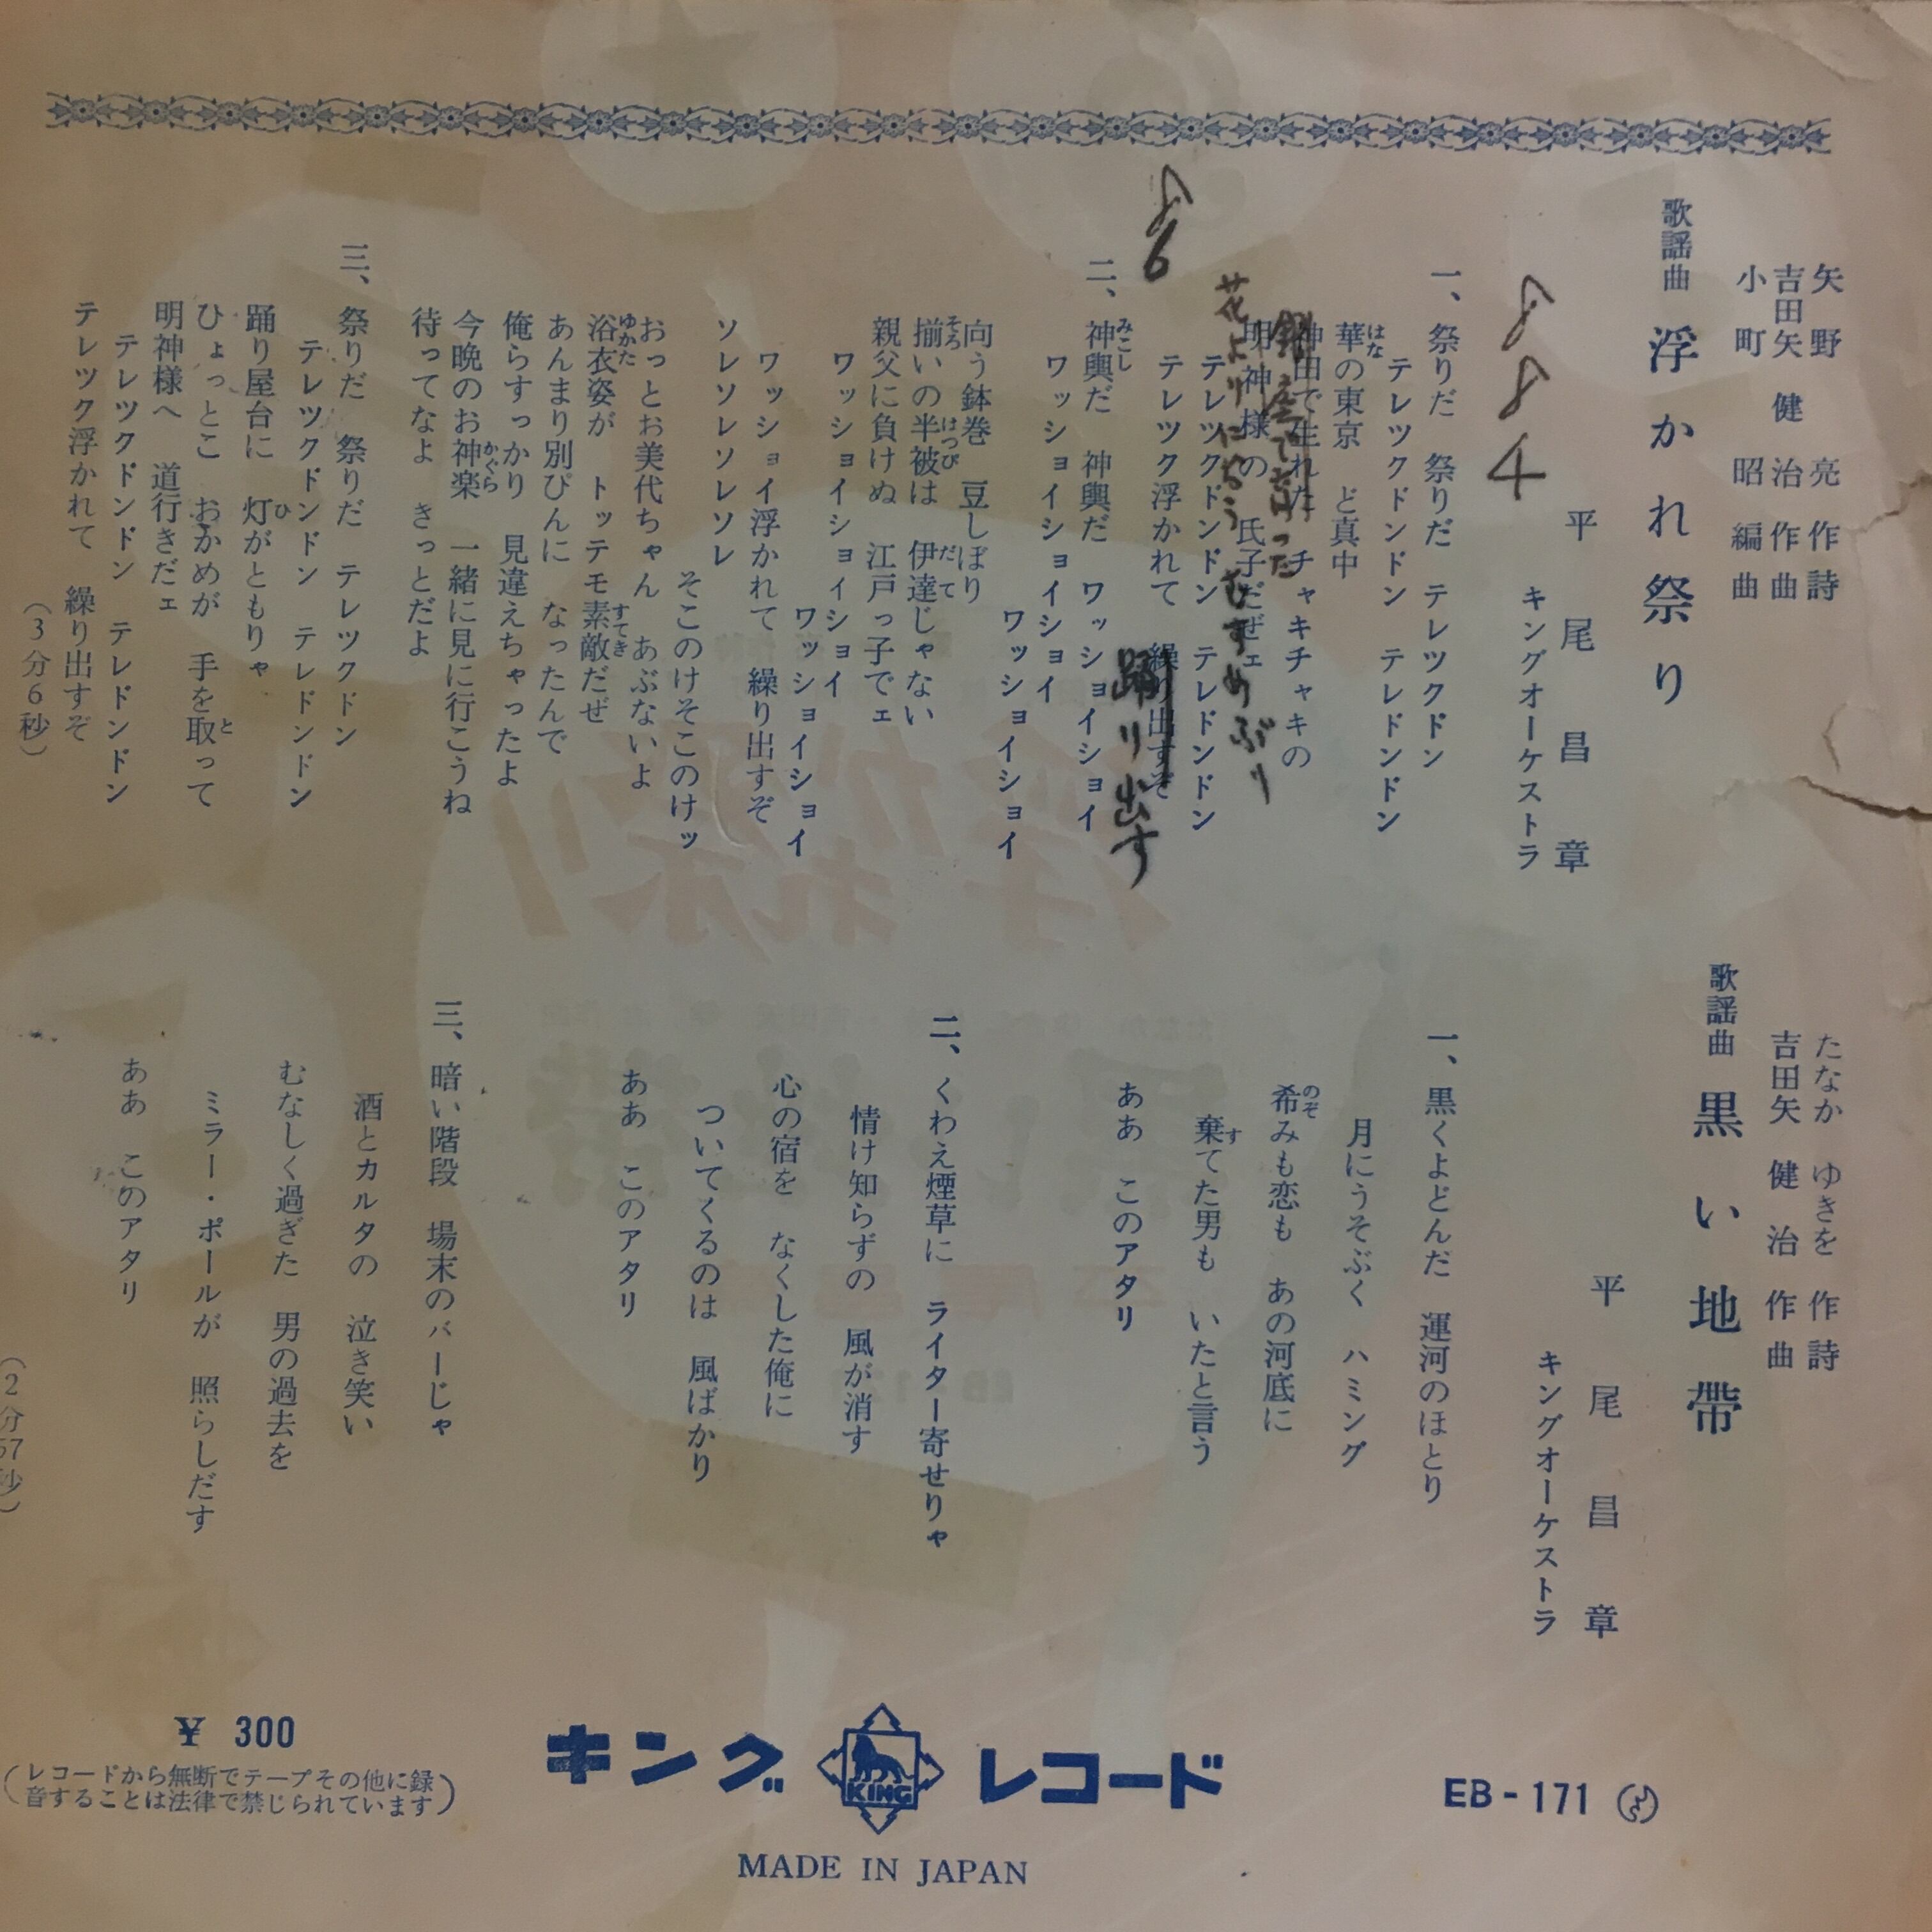 矢野亮作詩
吉田矢健治作曲
小町昭編曲
歌謡曲 浮かれ祭り
平尾昌章
キングオーケストラ
884
一、祭りだ 祭りだ テレツクドン
テレツクドンドン テレドンドン
華の東京 ど真中
神田で生れた チャキチャキの
明神様の 氏子だぜェ
花よりにおう むすめぶり
テレツクドンドン テレドンドン
テレツク浮かれて 繰り出すぞ
踊り出す
86
二、神輿だ 神輿だ ワッショイショイ
ワッショイショイショイ
ワッショイショイ
向う鉢巻 豆しぼり
揃いの半被は 伊達じゃない
親父に負けぬ 江戸っ子でェ
ワッショイショイショイ
ワッショイショイ
ワッショイ浮かれて 繰り出すぞ
ソレソレソレソレ
そこのけそこのけッ
おっとお美代ちゃん あぶないよ
浴衣姿が トッテモ素敵だぜ
あんまり別ぴんに なったんで
俺らすっかり 見違えちゃったよ
今晩のお神楽 一緒に見に行こうね
待ってなよ きっとだよ
三、祭りだ 祭りだ テレツクドン
テレツクドンドン テレドンドン
踊り屋台に 灯がともりゃ
ひょっとこ おかめが 手を取って
明神様へ 道行きだェ
テレツクドンドン テレドンドン
テレツク浮かれて 繰り出すぞ
（3分6秒）
たなかゆきを作詩
吉田矢健治作曲
歌謡曲 黒い地帶
平尾昌章
キングオーケストラ
一、黒くよどんだ 運河のほとり
月にうそぶく ハミング
希みも恋も あの河底に
棄てた男も いたと言う
ああ このアタリ
二、くわえ煙草に ライター寄せりゃ
情け知らずの 風が消す
心の宿を なくした俺に
ついてくるのは 風ばかり
ああ このアタリ
三、暗い階段 場末のバーじゃ
酒とカルタの 泣き笑い
むなしく過ぎた 男の過去を
ミラー・ボールが 照らしだす
ああ このアタリ
（2分57秒）
¥300
（レコードから無断でテープその他に録
音することは法律で禁じられています）
キング KING レコード
MADE IN JAPAN
EB-171